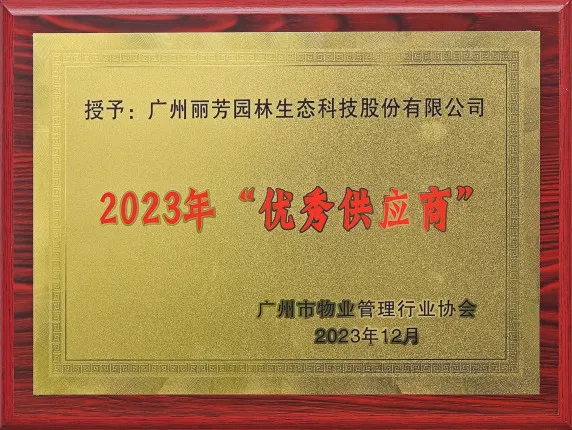 授予：广州丽芳园林生态科技股份有限公司
2023年“优秀供应商”
广州市物业管理行业协会
2023年12月